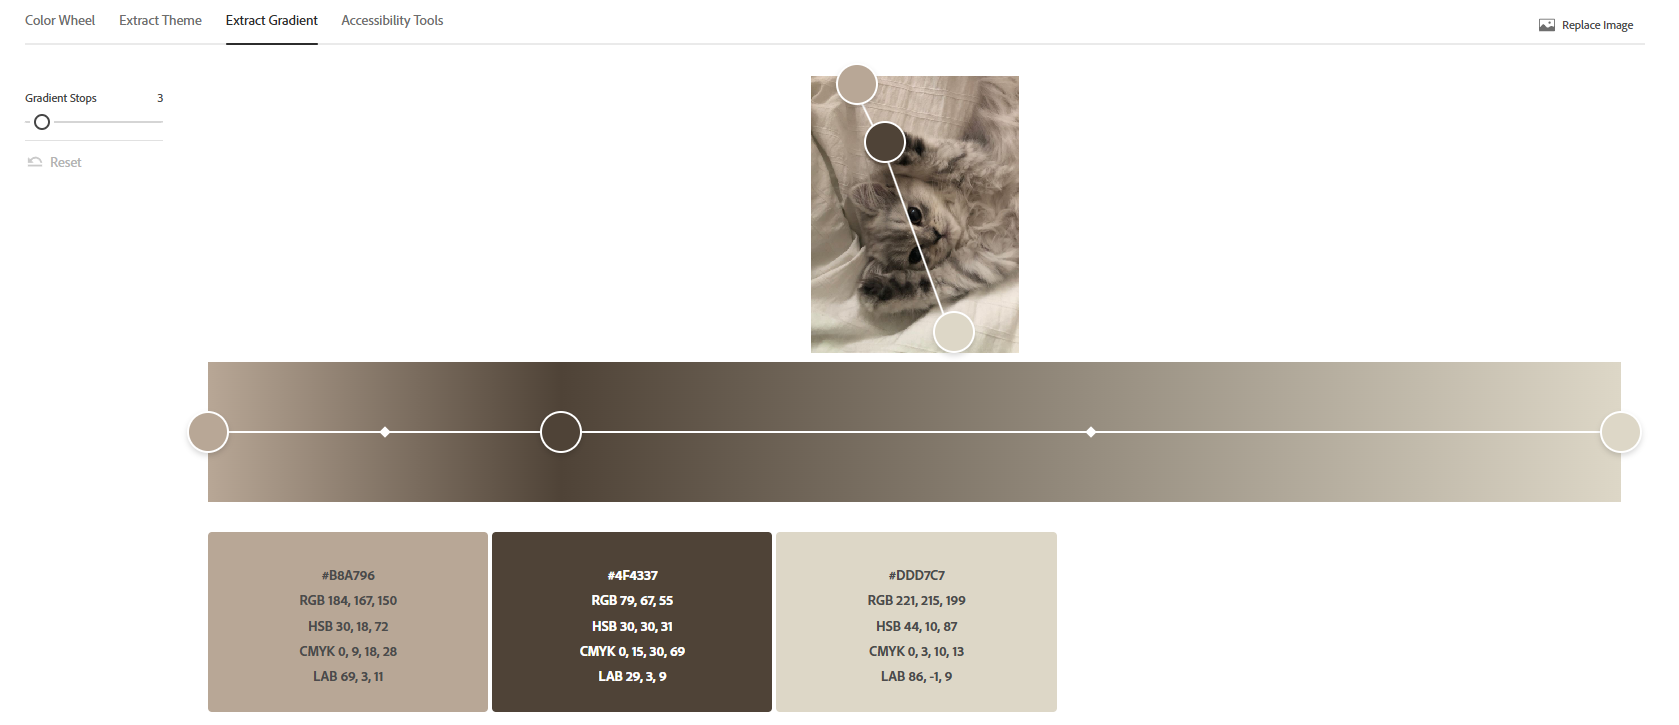 Color Wheel
Extract Theme
Extract Gradient
Accessibility Tools
Replace Image
Gradient Stops 3
Reset
#B8A796
RGB 184, 167, 150
HSB 30, 18, 72
CMYK 0, 9, 18, 28
LAB 69, 3, 11
#4F4337
RGB 79, 67, 55
HSB 30, 30, 31
CMYK 0, 15, 30, 69
LAB 29, 3, 9
#DDD7C7
RGB 221, 215, 199
HSB 44, 10, 87
CMYK 0, 3, 10, 13
LAB 86, -1, 9